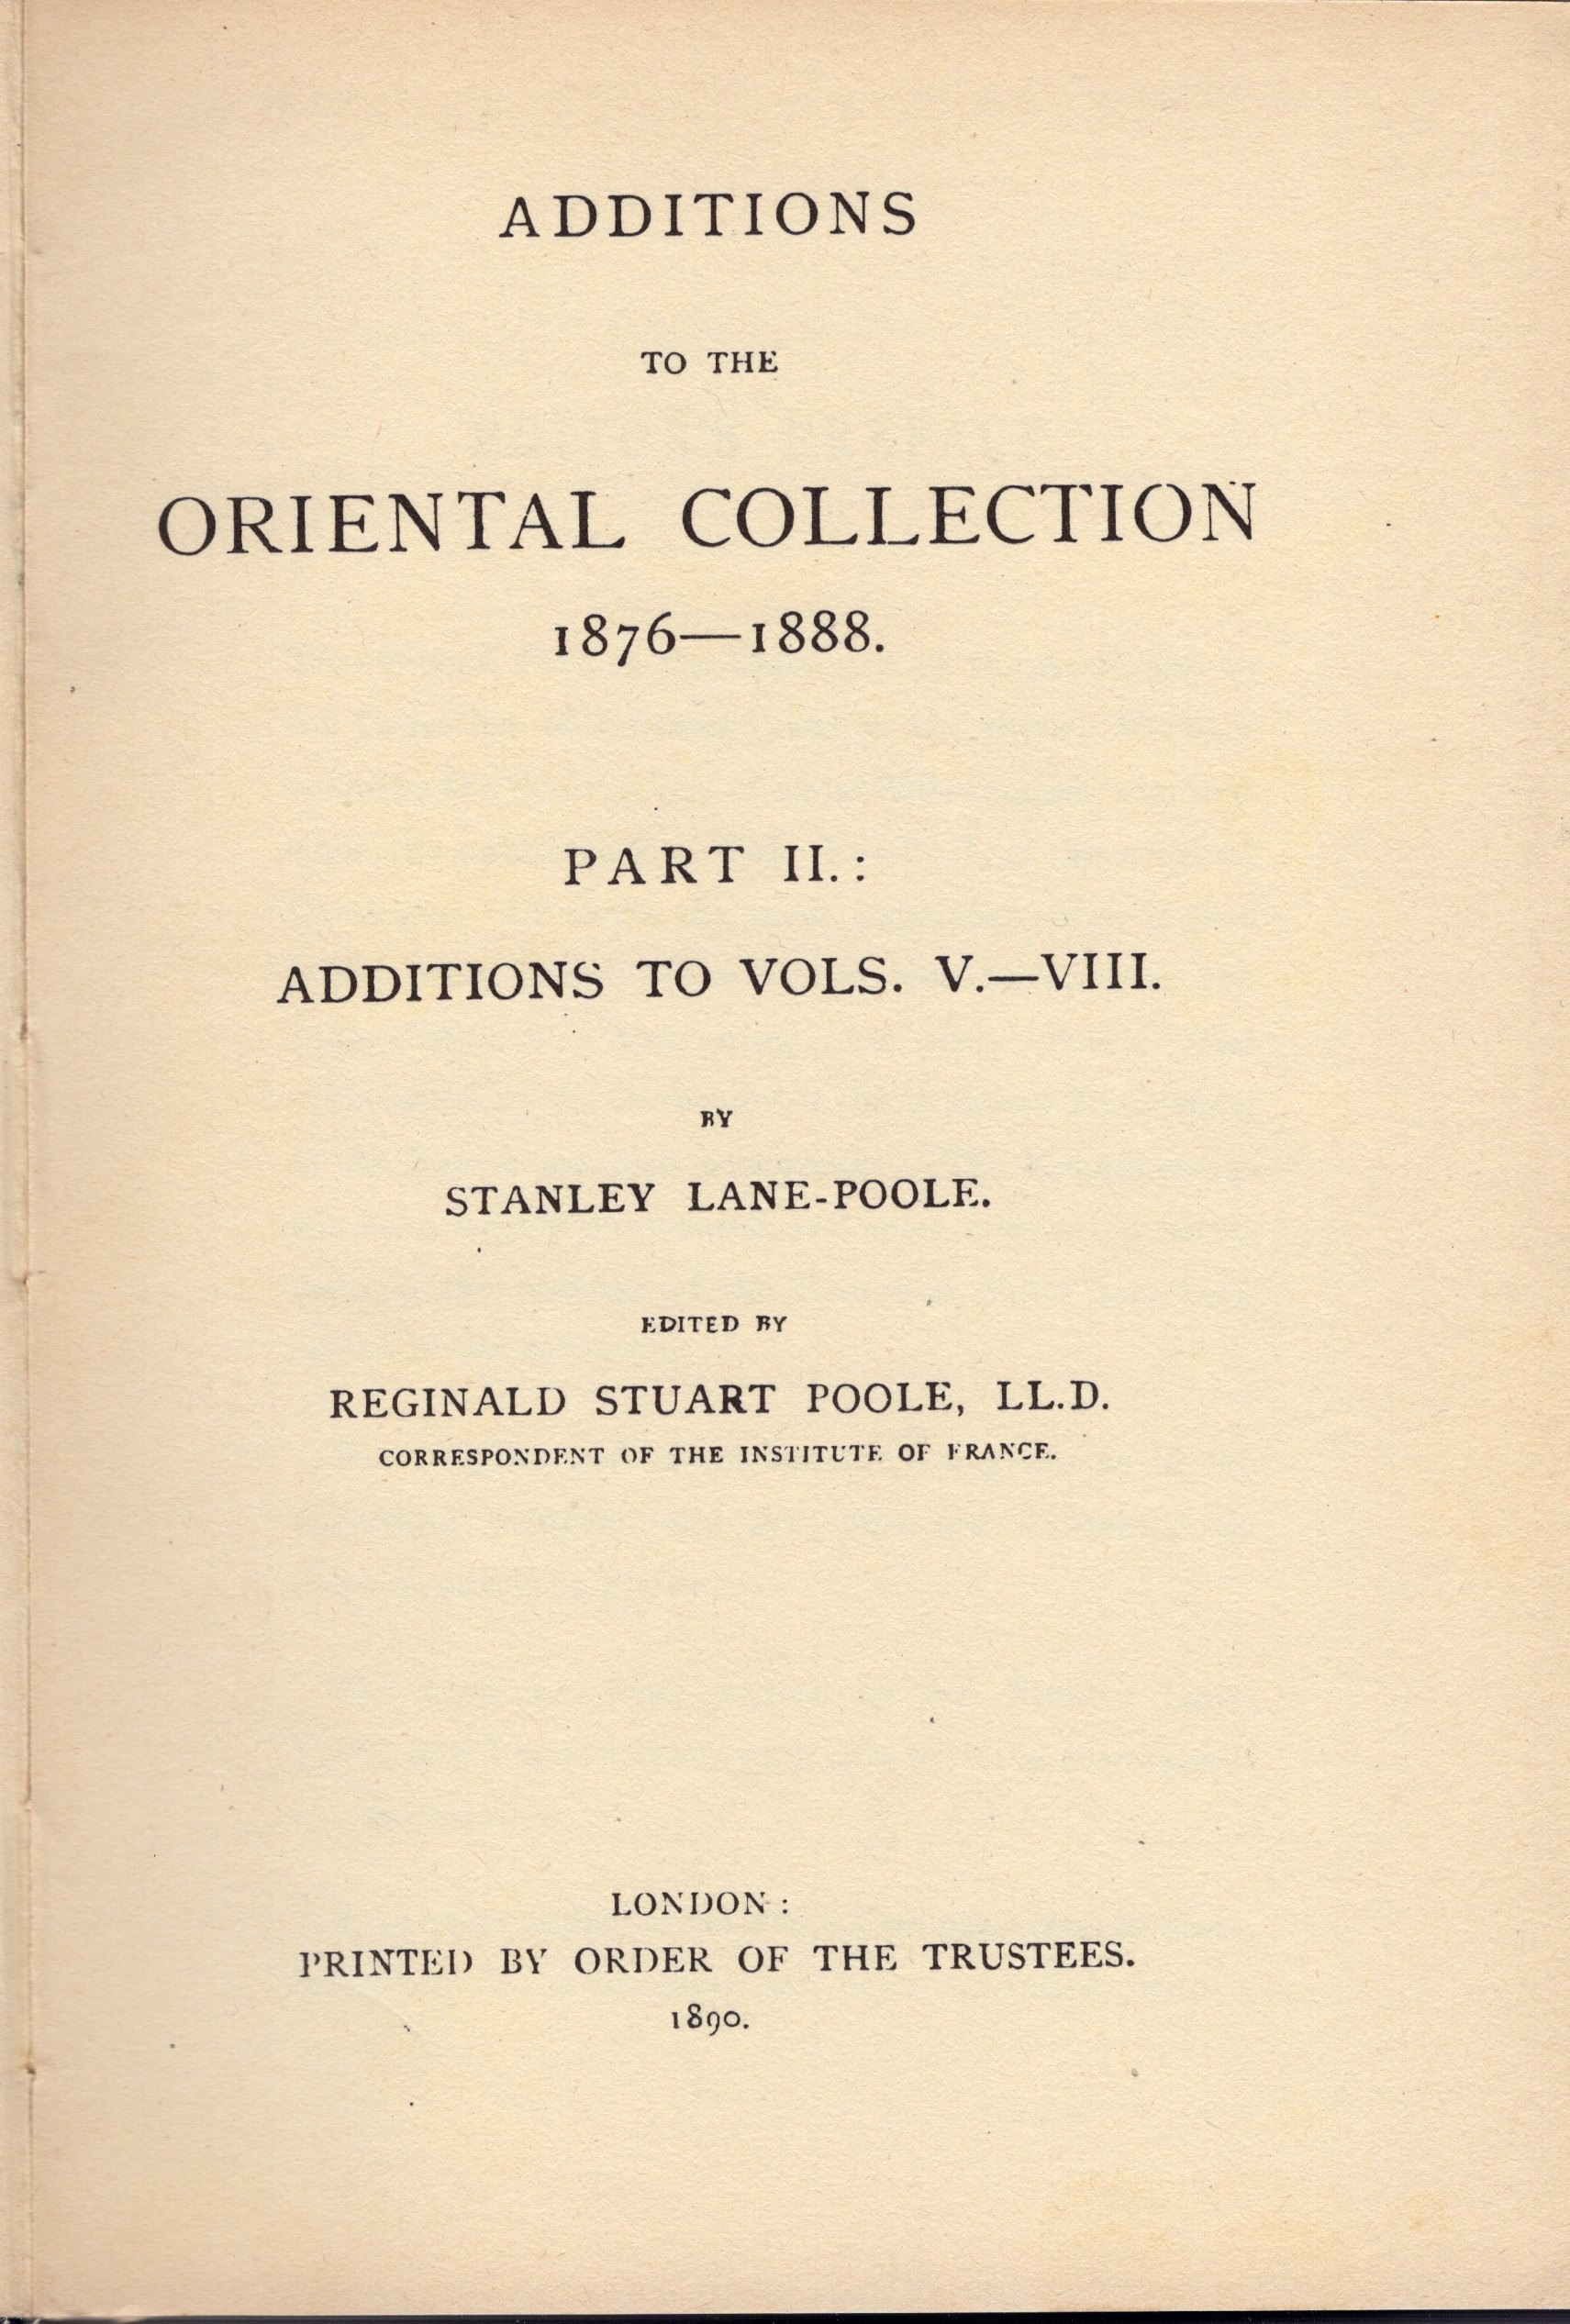 ADDITIONS
TO THE
ORIENTAL COLLECTION
1876—1888.
PART II.:
ADDITIONS TO VOLS. V.—VIII.
BY
STANLEY LANE-POOLE.
EDITED BY
REGINALD STUART POOLE, LL.D.
CORRESPONDENT OF THE INSTITUTE OF FRANCE.
LONDON:
PRINTED BY ORDER OF THE TRUSTEES.
1890.